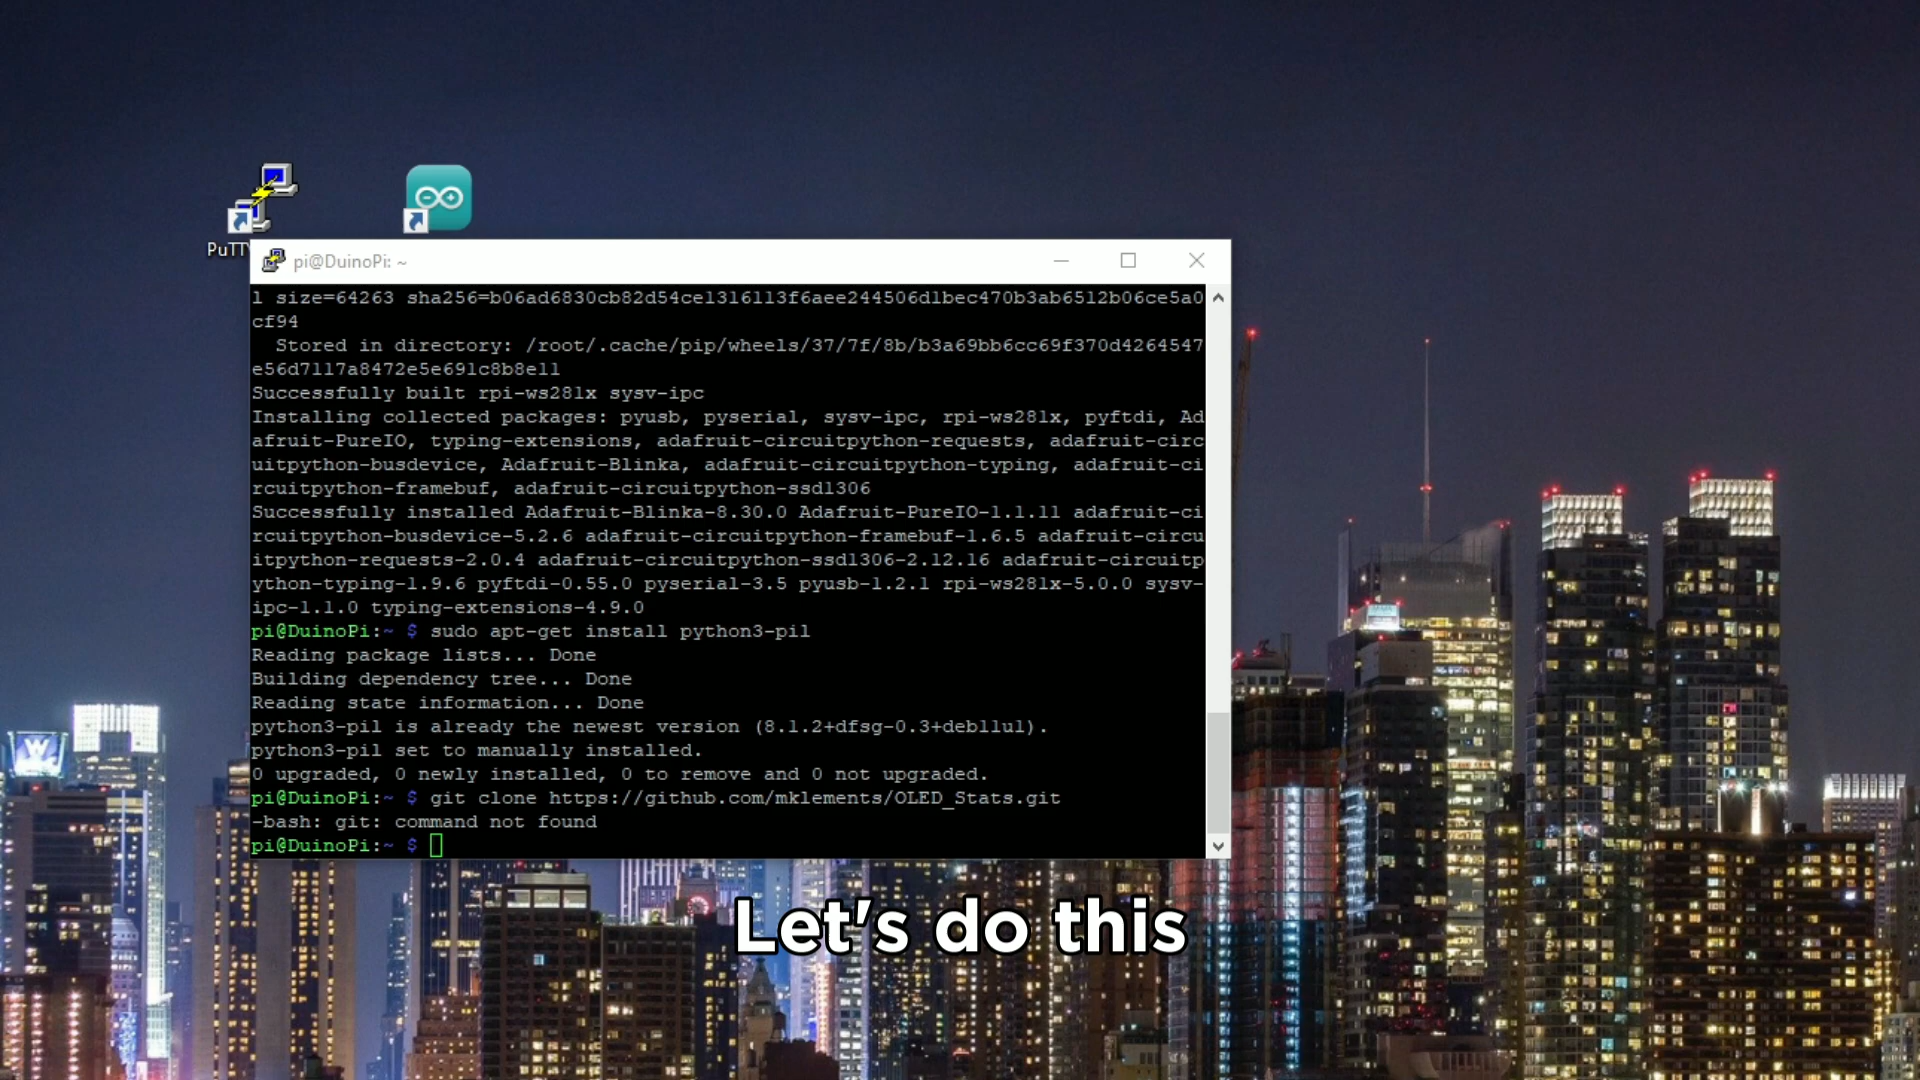 PuTTY
pi@DuinoPi: ~
l size=64263 sha256=b06ad6830cb82d54ce1316113f6aee244506d1bec470b3ab6512b06ce5a0
cf94
  Stored in directory: /root/.cache/pip/wheels/37/7f/8b/b3a69bb6cc69f370d4264547
e56d7117a8472e5e691c8b8e11
Successfully built rpi-ws281x sysv-ipc
Installing collected packages: pyusb, pyserial, sysv-ipc, rpi-ws281x, pyftdi, Ad
afruit-PureIO, typing-extensions, adafruit-circuitpython-requests, adafruit-circ
uitpython-busdevice, Adafruit-Blinka, adafruit-circuitpython-typing, adafruit-ci
rcuitpython-framebuf, adafruit-circuitpython-ssd1306
Successfully installed Adafruit-Blinka-8.30.0 Adafruit-PureIO-1.1.11 adafruit-ci
rcuitpython-busdevice-5.2.6 adafruit-circuitpython-framebuf-1.6.5 adafruit-circu
itpython-requests-2.0.4 adafruit-circuitpython-ssd1306-2.12.16 adafruit-circuitp
ython-typing-1.9.6 pyftdi-0.55.0 pyserial-3.5 pyusb-1.2.1 rpi-ws281x-5.0.0 sysv-
ipc-1.1.0 typing-extensions-4.9.0
pi@DuinoPi:~ $ sudo apt-get install python3-pil
Reading package lists... Done
Building dependency tree... Done
Reading state information... Done
python3-pil is already the newest version (8.1.2+dfsg-0.3+deb11u1).
python3-pil set to manually installed.
0 upgraded, 0 newly installed, 0 to remove and 0 not upgraded.
pi@DuinoPi:~ $ git clone https://github.com/mklements/OLED_Stats.git
-bash: git: command not found
pi@DuinoPi:~ $
W
Let's do this